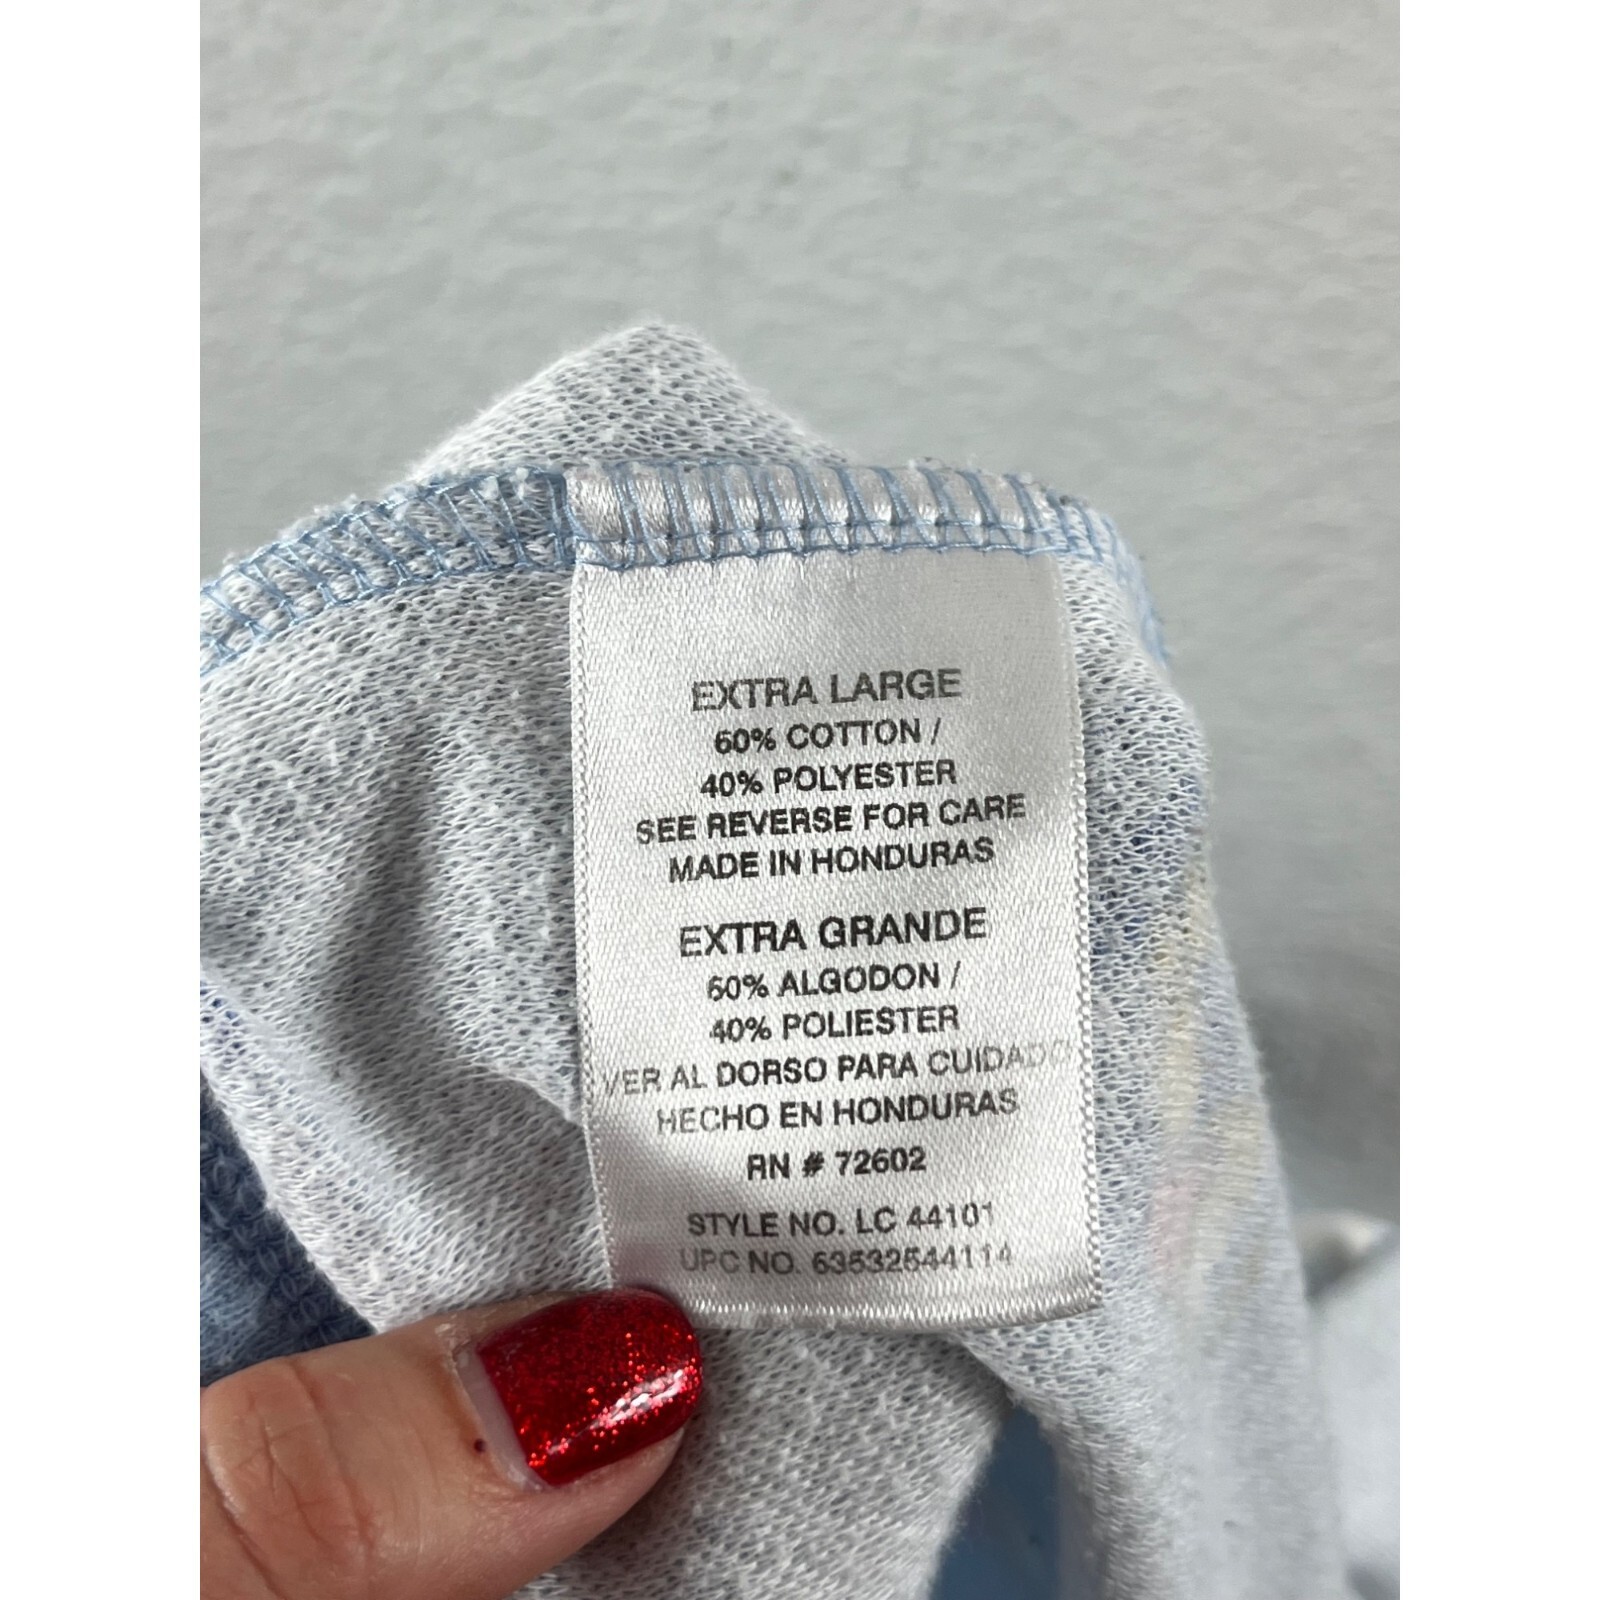 EXTRA LARGE
60% COTTON /
40% POLYESTER
SEE REVERSE FOR CARE
MADE IN HONDURAS
EXTRA GRANDE
60% ALGODON /
40% POLIESTER
VER AL DORSO PARA CUIDADO
HECHO EN HONDURAS
RN # 72602
STYLE NO. LC 44101
UPC NO. 63532544114